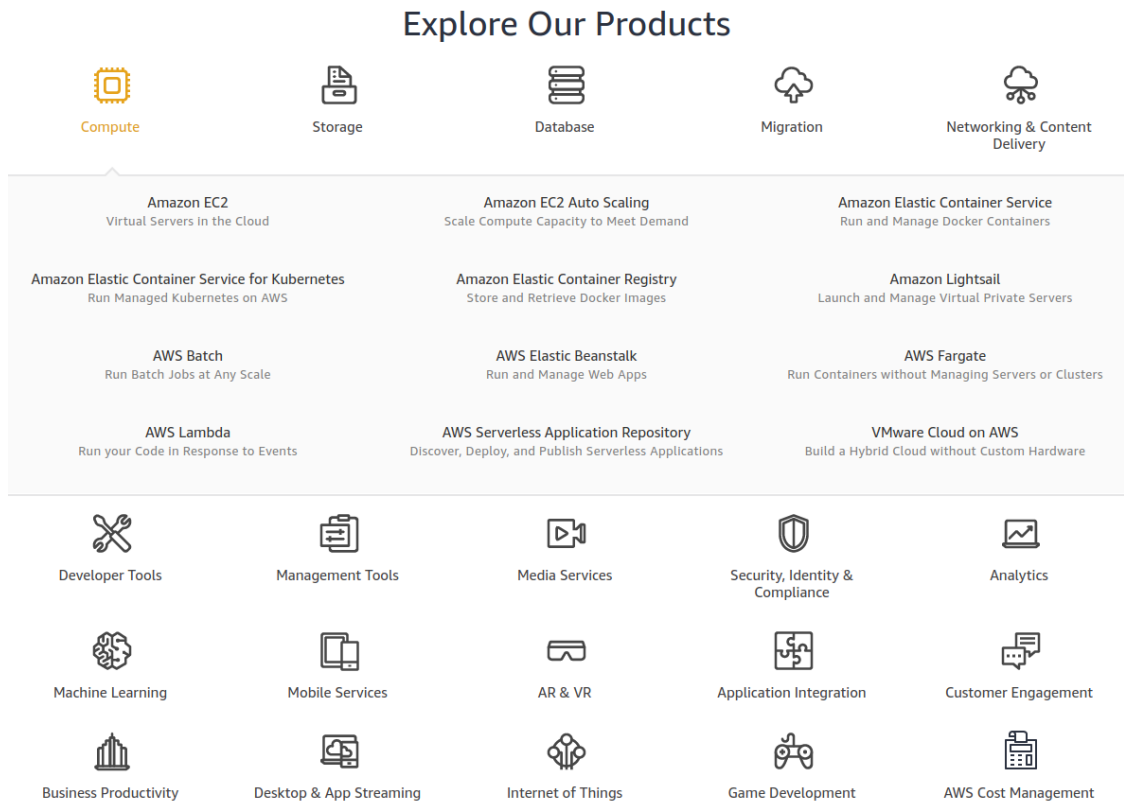 Explore Our Products
Compute
Storage
Database
Migration
Networking & Content
Delivery
Amazon EC2
Virtual Servers in the Cloud
Amazon EC2 Auto Scaling
Scale Compute Capacity to Meet Demand
Amazon Elastic Container Service
Run and Manage Docker Containers
Amazon Elastic Container Service for Kubernetes
Run Managed Kubernetes on AWS
Amazon Elastic Container Registry
Store and Retrieve Docker Images
Amazon Lightsail
Launch and Manage Virtual Private Servers
AWS Batch
Run Batch Jobs at Any Scale
AWS Elastic Beanstalk
Run and Manage Web Apps
AWS Fargate
Run Containers without Managing Servers or Clusters
AWS Lambda
Run your Code in Response to Events
AWS Serverless Application Repository
Discover, Deploy, and Publish Serverless Applications
VMware Cloud on AWS
Build a Hybrid Cloud without Custom Hardware
Developer Tools
Management Tools
Media Services
Security, Identity &
Compliance
Analytics
Machine Learning
Mobile Services
AR & VR
Application Integration
Customer Engagement
Business Productivity
Desktop & App Streaming
Internet of Things
Game Development
AWS Cost Management